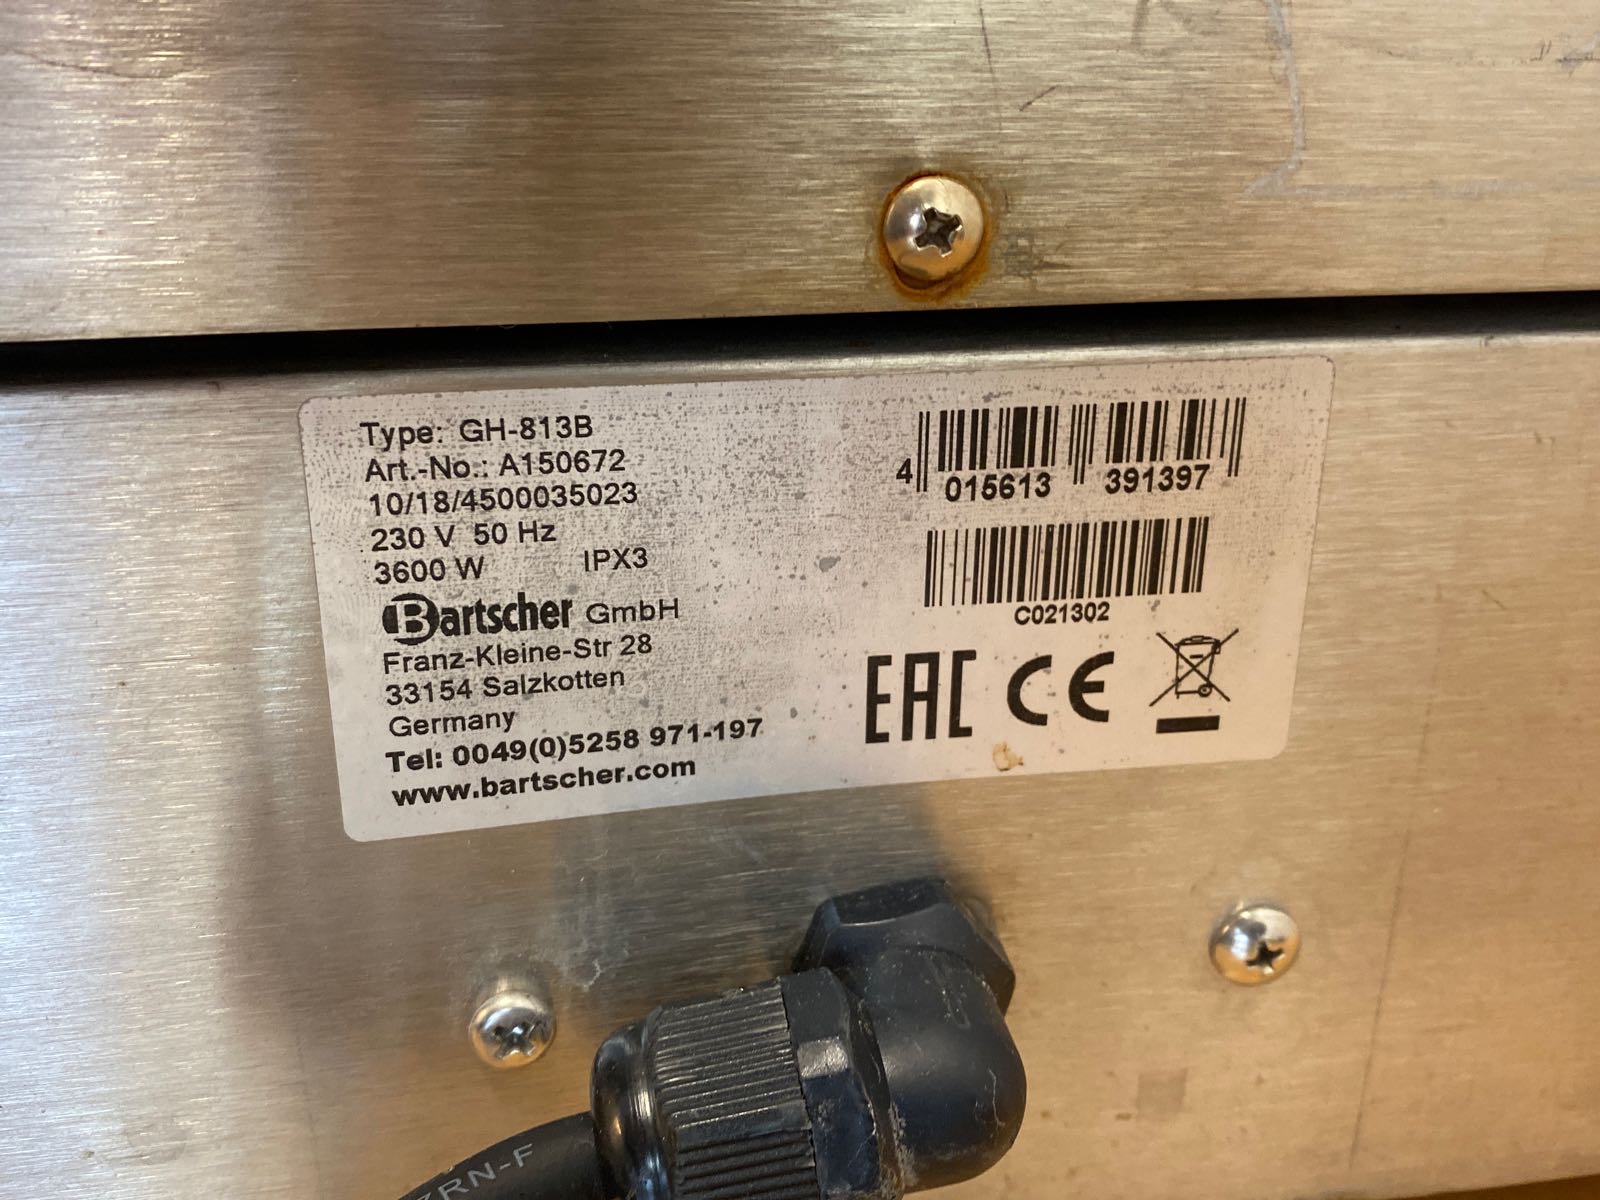 Type: GH-813B
Art.-No.: A150672
10/18/4500035023
230 V 50 Hz
3600 W IPX3
Bartscher GmbH
Franz-Kleine-Str 28
33154 Salzkotten
Germany
Tel: 0049(0)5258 971-197
www.bartscher.com
4 015613 391397
C021302
EAC CE
ZRN-F